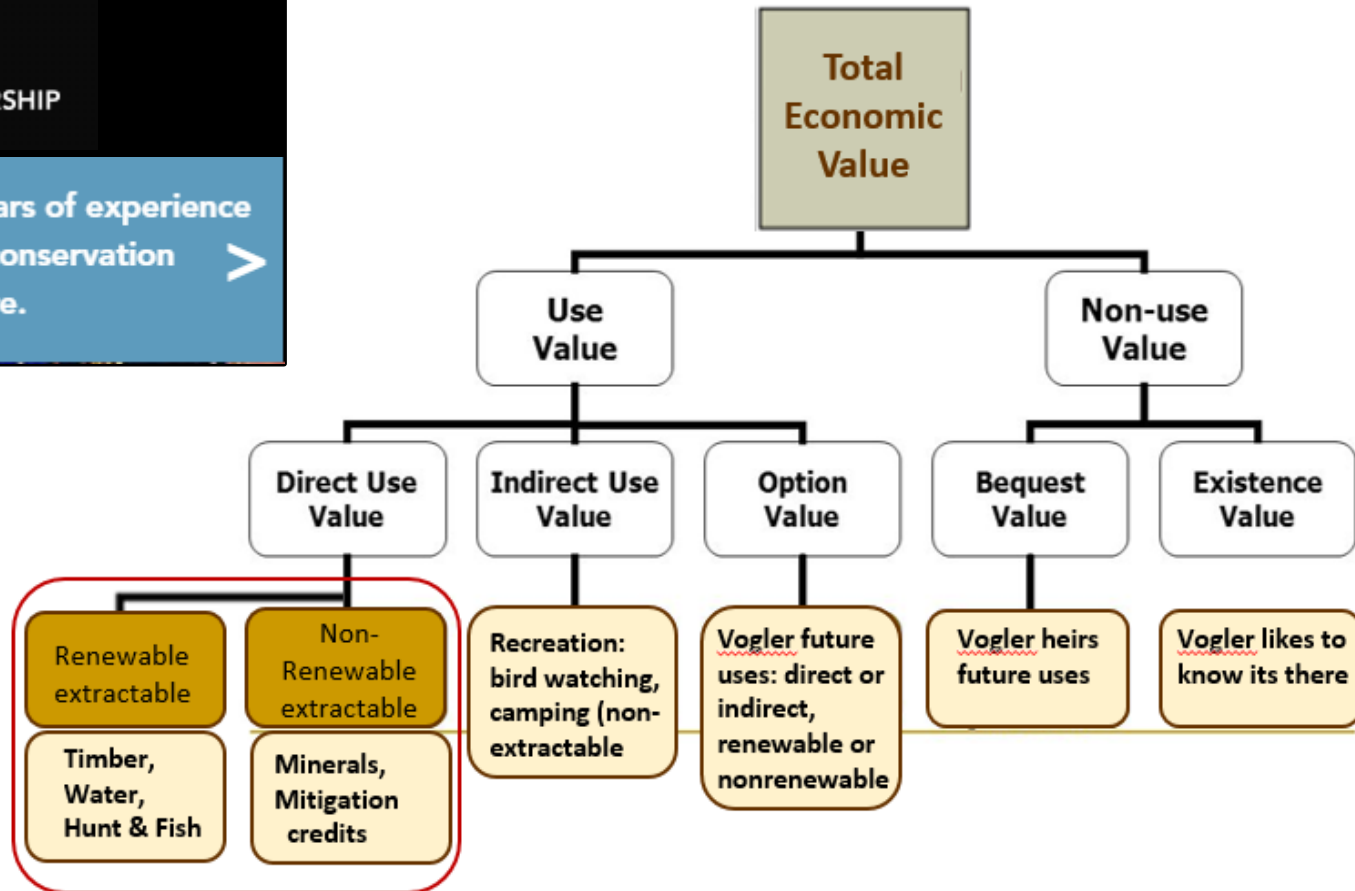 Total
Economic
Value
Use
Value
Non-use
Value
Direct Use
Value
Indirect Use
Value
Option
Value
Bequest
Value
Existence
Value
Renewable
extractable
Non-
Renewable
extractable
Timber,
Water,
Hunt & Fish
Minerals,
Mitigation
credits
Recreation:
bird watching,
camping (non-
extractable
Vogler future
uses: direct or
indirect,
renewable or
nonrenewable
Vogler heirs
future uses
Vogler likes to
know its there
of experience
>